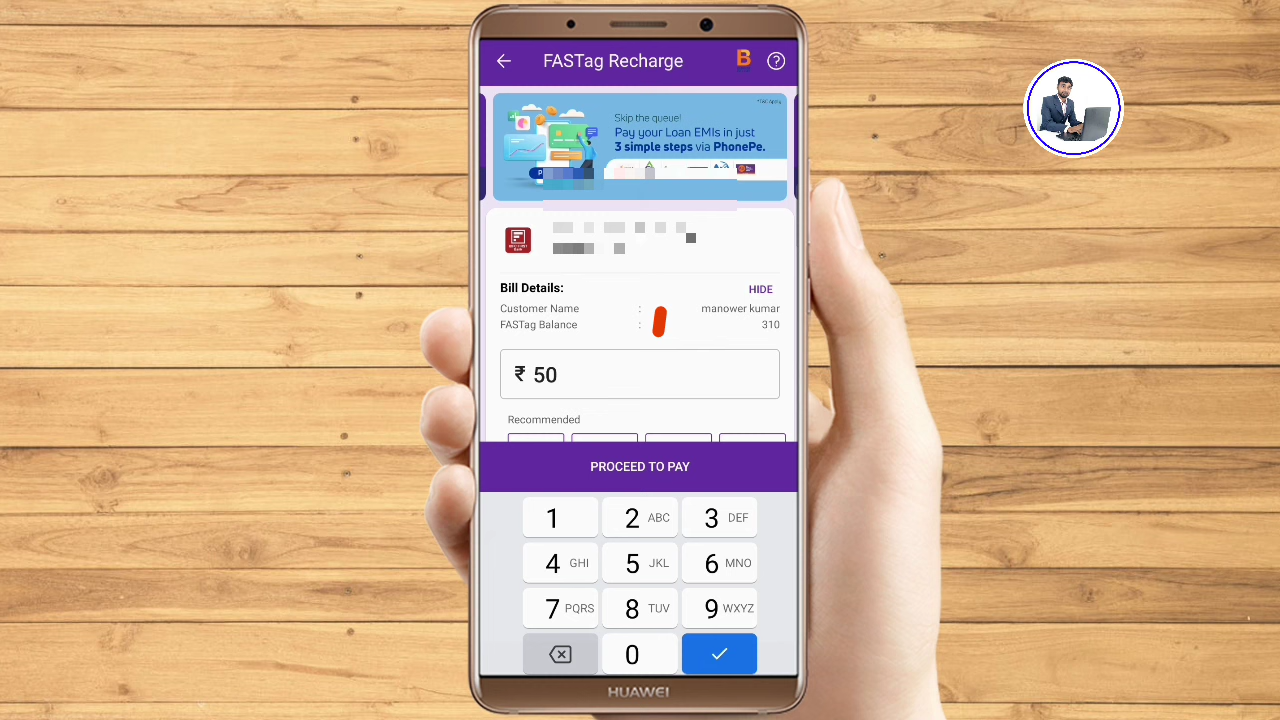 FASTag Recharge
B
*T&C apply
Skip the queue!
Pay your Loan EMIs in just
3 simple steps via PhonePe.
Bill Details:
HIDE
Customer Name : manower kumar
FASTag Balance : 310
₹ 50
Recommended
PROCEED TO PAY
1 2 ABC 3 DEF
4 GHI 5 JKL 6 MNO
7 PQRS 8 TUV 9 WXYZ
0
HUAWEI